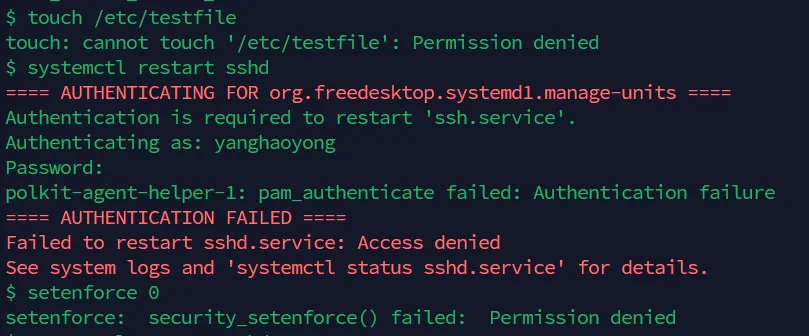 $ touch /etc/testfile
touch: cannot touch '/etc/testfile': Permission denied
$ systemctl restart sshd
==== AUTHENTICATING FOR org.freedesktop.systemd1.manage-units ====
Authentication is required to restart 'ssh.service'.
Authenticating as: yanghaoyong
Password:
polkit-agent-helper-1: pam_authenticate failed: Authentication failure
==== AUTHENTICATION FAILED ====
Failed to restart sshd.service: Access denied
See system logs and 'systemctl status sshd.service' for details.
$ setenforce 0
setenforce:  security_setenforce() failed:  Permission denied